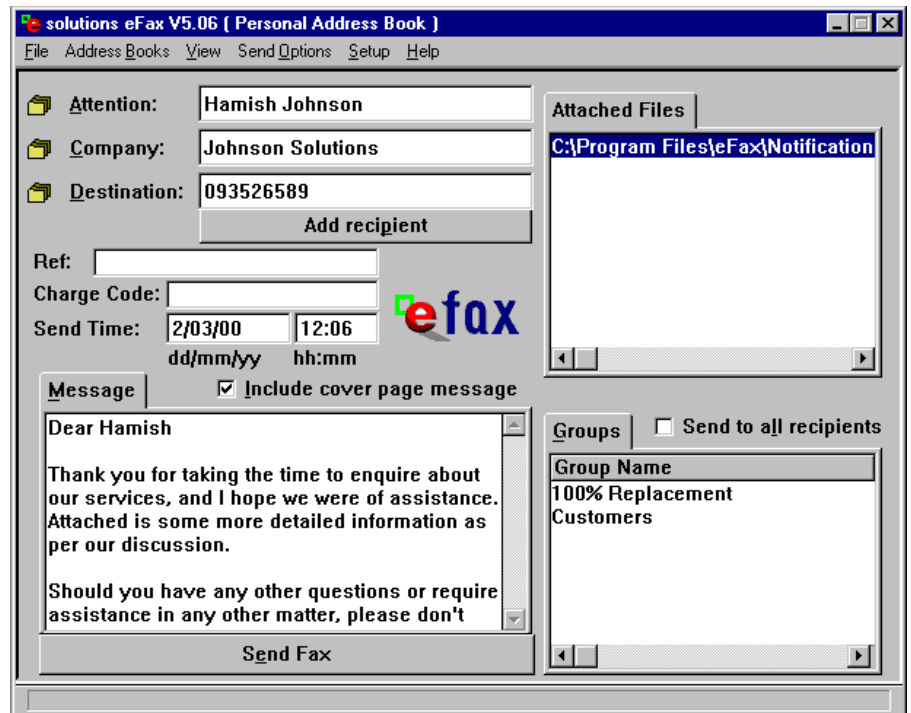 solutions eFax V5.06 ( Personal Address Book )
File Address Books View Send Options Setup Help
Attention: Hamish Johnson
Company: Johnson Solutions
Destination: 093526589
Add recipient
Ref:
Charge Code:
Send Time: 2/03/00 12:06
dd/mm/yy hh:mm
efax
Attached Files
C:\Program Files\eFax\Notification
Message
Include cover page message
Dear Hamish
Thank you for taking the time to enquire about
our services, and I hope we were of assistance.
Attached is some more detailed information as
per our discussion.
Should you have any other questions or require
assistance in any other matter, please don't
Send Fax
Groups
Send to all recipients
Group Name
100% Replacement
Customers